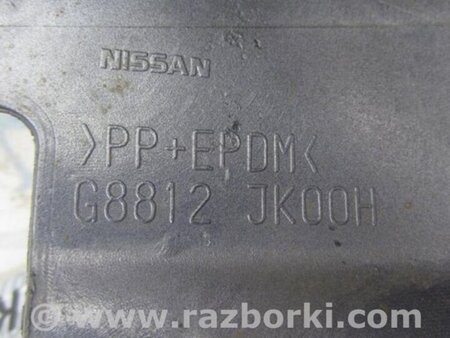 NISSAN
>PP+EPDM<
G8812 JK00H
www.razborki.com